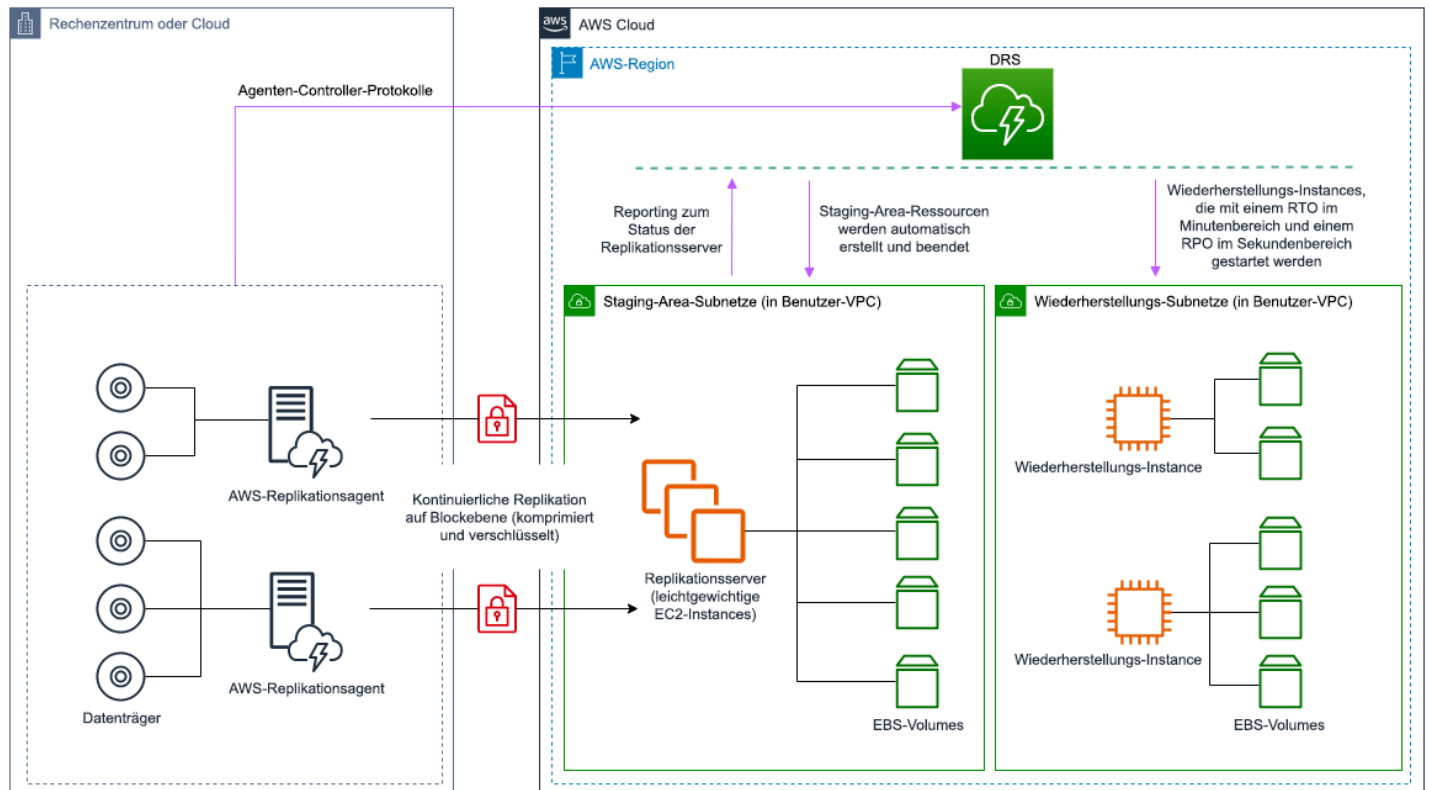 Rechenzentrum oder Cloud
aws
AWS Cloud
AWS-Region
DRS
Agenten-Controller-Protokolle
Reporting zum
Status der
Replikationsserver
Staging-Area-Ressourcen
werden automatisch
erstellt und beendet
Wiederherstellungs-Instances,
die mit einem RTO im
Minutenbereich und einem
RPO im Sekundenbereich
gestartet werden
Staging-Area-Subnetze (in Benutzer-VPC)
Wiederherstellungs-Subnetze (in Benutzer-VPC)
AWS-Replikationsagent
Kontinuierliche Replikation
auf Blockebene (komprimiert
und verschlüsselt)
Wiederherstellungs-Instance
Replikationsserver
(leichtgewichtige
EC2-Instances)
AWS-Replikationsagent
Wiederherstellungs-Instance
Datenträger
EBS-Volumes
EBS-Volumes